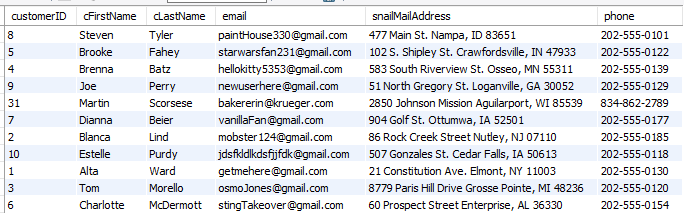 customerID cFirstName cLastName email snailMailAddress phone
8 Steven Tyler paintHouse330@gmail.com 477 Main St. Nampa, ID 83651 202-555-0101
5 Brooke Fahey starwarsfan231@gmail.com 102 S. Shipley St. Crawfordsville, IN 47933 202-555-0122
4 Brenna Batz hellokitty5353@gmail.com 583 South Riverview St. Osseo, MN 55311 202-555-0139
9 Joe Perry newuserhere@gmail.com 51 North Gregory St. Loganville, GA 30052 202-555-0129
31 Martin Scorsese bakererin@krueger.com 2850 Johnson Mission Aguilarport, WI 85539 834-862-2789
7 Dianna Beier vanillaFan@gmail.com 904 Golf St. Ottumwa, IA 52501 202-555-0177
2 Blanca Lind mobster124@gmail.com 86 Rock Creek Street Nutley, NJ 07110 202-555-0185
10 Estelle Purdy jdsfkldlkdsfjjfdk@gmail.com 507 Gonzales St. Cedar Falls, IA 50613 202-555-0118
1 Alta Ward getmehere@gmail.com 21 Constitution Ave. Elmont, NY 11003 202-555-0130
3 Tom Morello osmoJones@gmail.com 8779 Paris Hill Drive Grosse Pointe, MI 48236 202-555-0120
6 Charlotte McDermott stingTakeover@gmail.com 60 Prospect Street Enterprise, AL 36330 202-555-0154